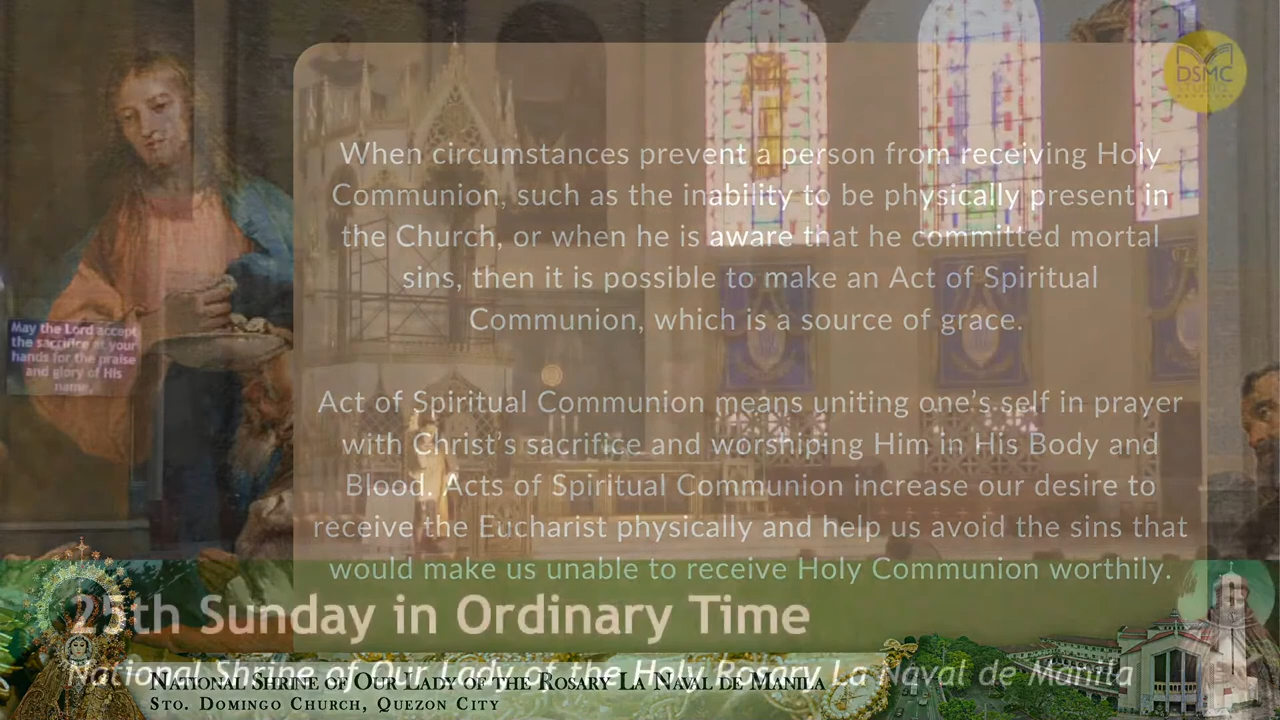 DSMC
STUDIO
When circumstances prevent a person from receiving Holy
Communion, such as the inability to be physically present in
the Church, or when he is aware that he committed mortal
sins, then it is possible to make an Act of Spiritual
Communion, which is a source of grace.
May the Lord accept
the sacrifice at your
hands for the praise
and glory of His
name,
Act of Spiritual Communion means uniting one’s self in prayer
with Christ’s sacrifice and worshiping Him in His Body and
Blood. Acts of Spiritual Communion increase our desire to
receive the Eucharist physically and help us avoid the sins that
would make us unable to receive Holy Communion worthily.
25th Sunday in Ordinary Time
National Shrine of Our Lady of the Holy Rosary La Naval de Manila
National Shrine of Our Lady of the Rosary La Naval de Manila
Sto. Domingo Church, Quezon City